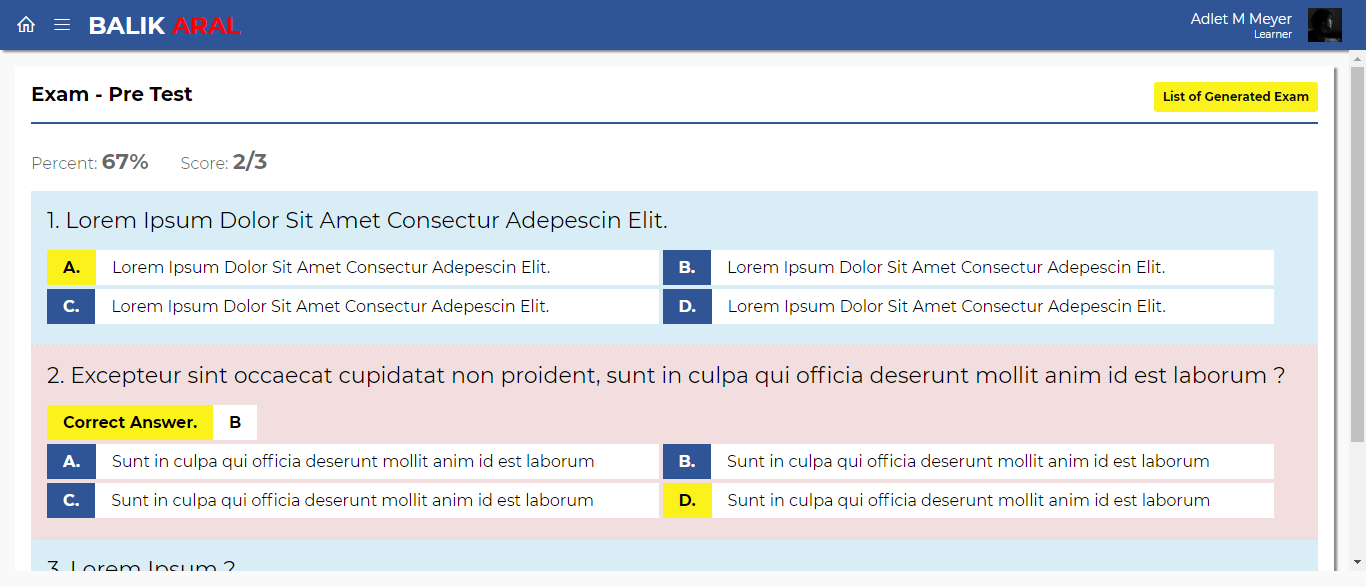 BALIK ARAL
Adlet M Meyer
Learner
Exam - Pre Test
List of Generated Exam
Percent: 67% Score: 2/3
1. Lorem Ipsum Dolor Sit Amet Consectur Adepescin Elit.
A. Lorem Ipsum Dolor Sit Amet Consectur Adepescin Elit.
B. Lorem Ipsum Dolor Sit Amet Consectur Adepescin Elit.
C. Lorem Ipsum Dolor Sit Amet Consectur Adepescin Elit.
D. Lorem Ipsum Dolor Sit Amet Consectur Adepescin Elit.
2. Excepteur sint occaecat cupidatat non proident, sunt in culpa qui officia deserunt mollit anim id est laborum ?
Correct Answer. B
A. Sunt in culpa qui officia deserunt mollit anim id est laborum
B. Sunt in culpa qui officia deserunt mollit anim id est laborum
C. Sunt in culpa qui officia deserunt mollit anim id est laborum
D. Sunt in culpa qui officia deserunt mollit anim id est laborum
3. Lorem Ipsum ?